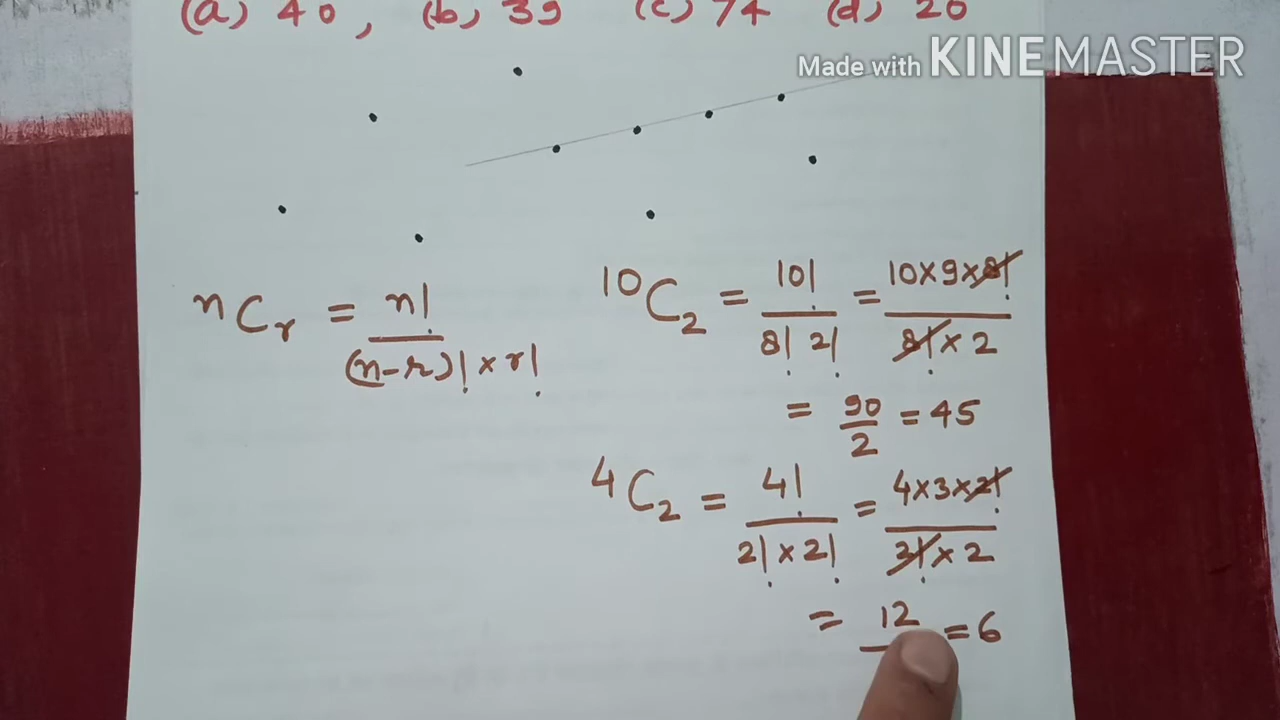 (a) 40, (b) 39 (c) 74 (d) 20
Made with KINEMASTER
nCr = n! / (n-r)! × r!
10C2 = 10! / 8! 2! = 10×9×8! / 8!×2
= 90/2 = 45
4C2 = 4! / 2!×2! = 4×3×2! / 2!×2
= 12 = 6